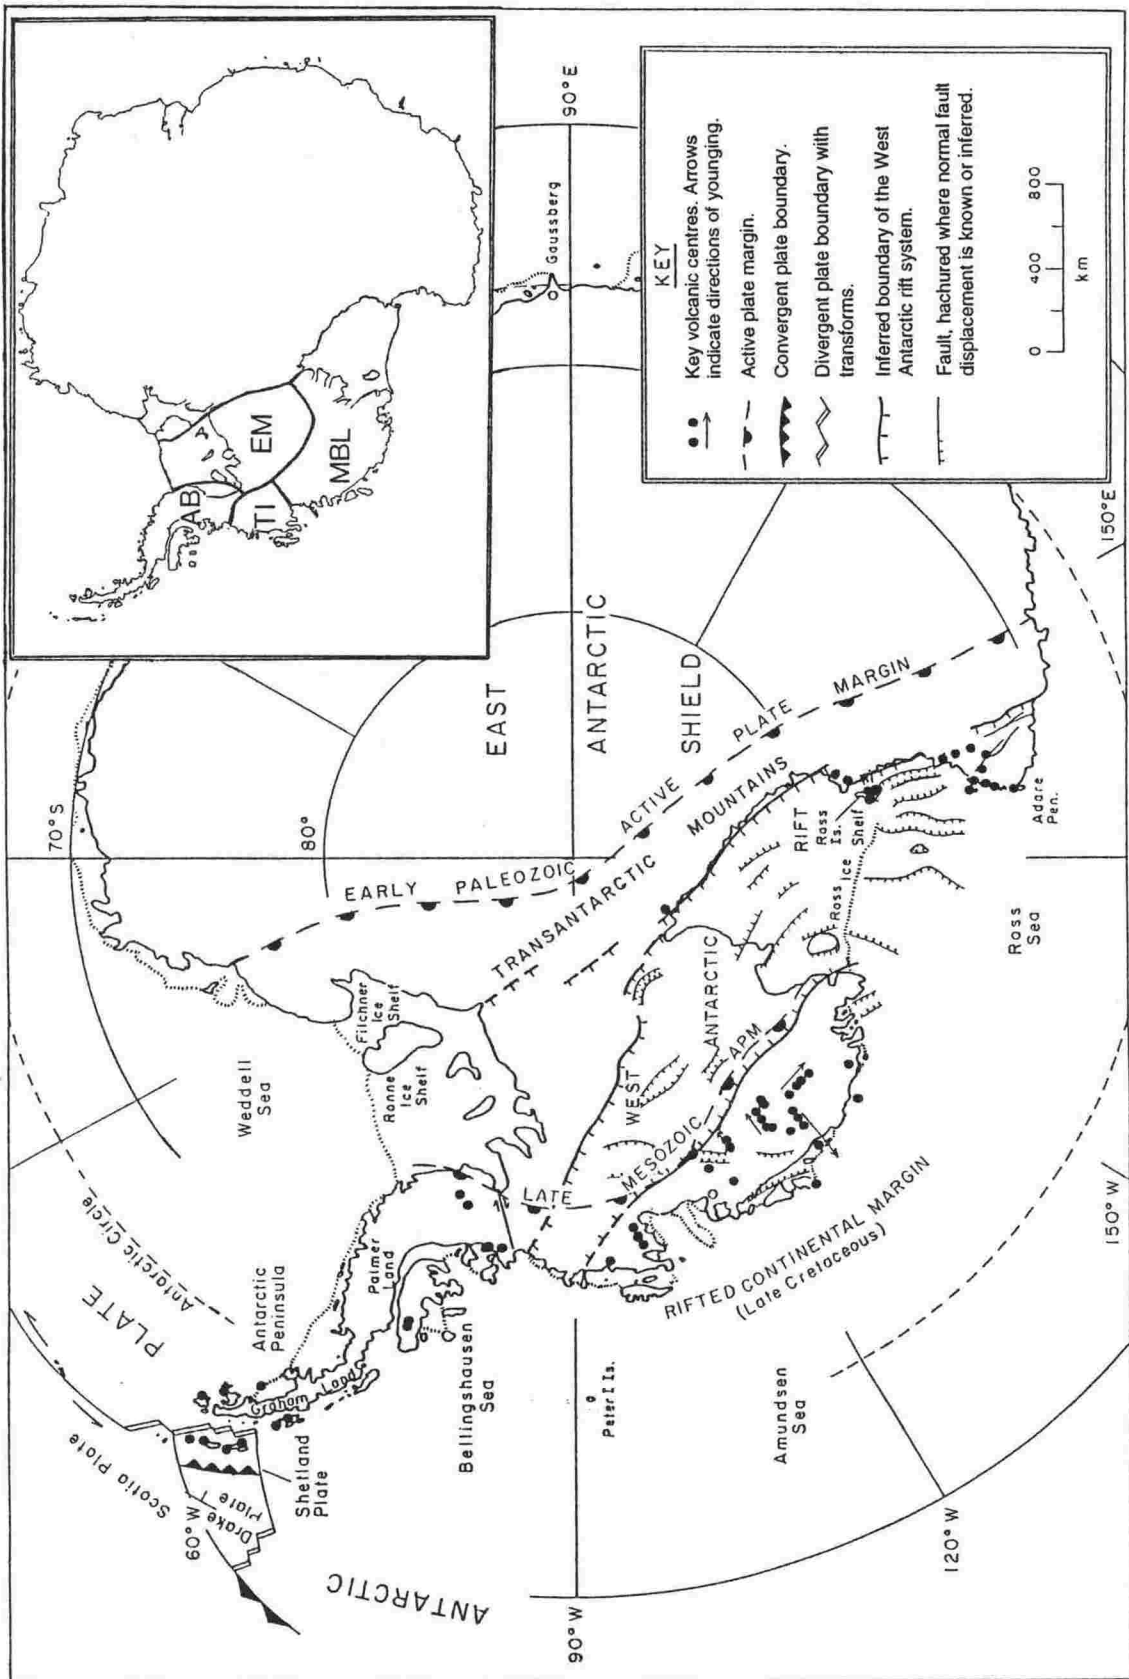 AB
EM
TI
MBL
90°E
Gaussberg
KEY
Key volcanic centres. Arrows
indicate directions of younging.
Active plate margin.
Convergent plate boundary.
Divergent plate boundary with
transforms.
Inferred boundary of the West
Antarctic rift system.
Fault, hachured where normal fault
displacement is known or inferred.
0 400 800
km
150°E
70°S
80°
EAST
ANTARCTIC
SHIELD
EARLY PALEOZOIC ACTIVE PLATE MARGIN
TRANSANTARCTIC MOUNTAINS
WEST ANTARCTIC RIFT
Ross
Is.
Ross Ice Shelf
Adare
Pen.
Ross
Sea
LATE MESOZOIC APM
Weddell
Sea
Filchner
Ice
Shelf
Ronne
Ice
Shelf
Antarctic Circle
PLATE
Antarctic
Peninsula
Palmer
Land
Graham Land
Scotia Plate
60°W
Drake
Plate
Shetland
Plate
Bellingshausen
Sea
ANTARCTIC
90°W
Peter I Is.
Amundsen
Sea
RIFTED CONTINENTAL MARGIN
(Late Cretaceous)
120°W
150°W